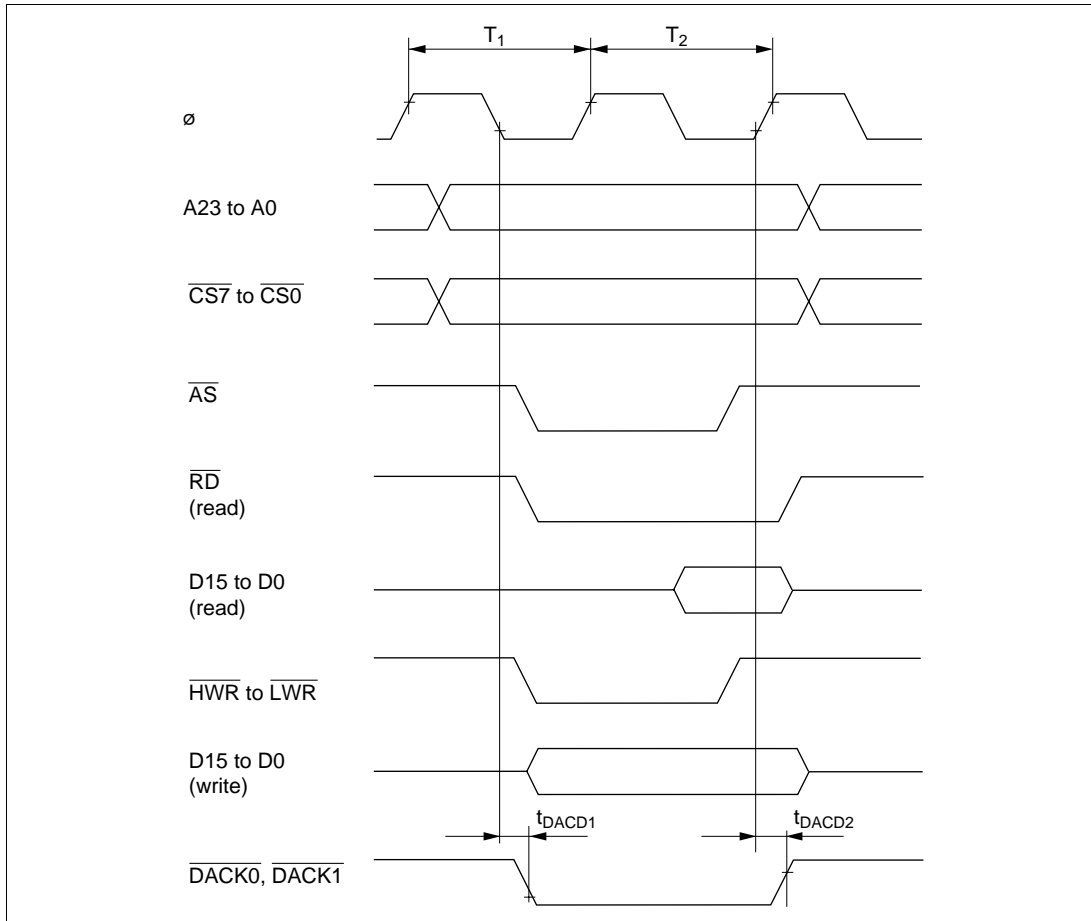 T1 T2
ø
A23 to A0
CS7 to CS0
AS
RD
(read)
D15 to D0
(read)
HWR to LWR
D15 to D0
(write)
tDACD1 tDACD2
DACK0, DACK1